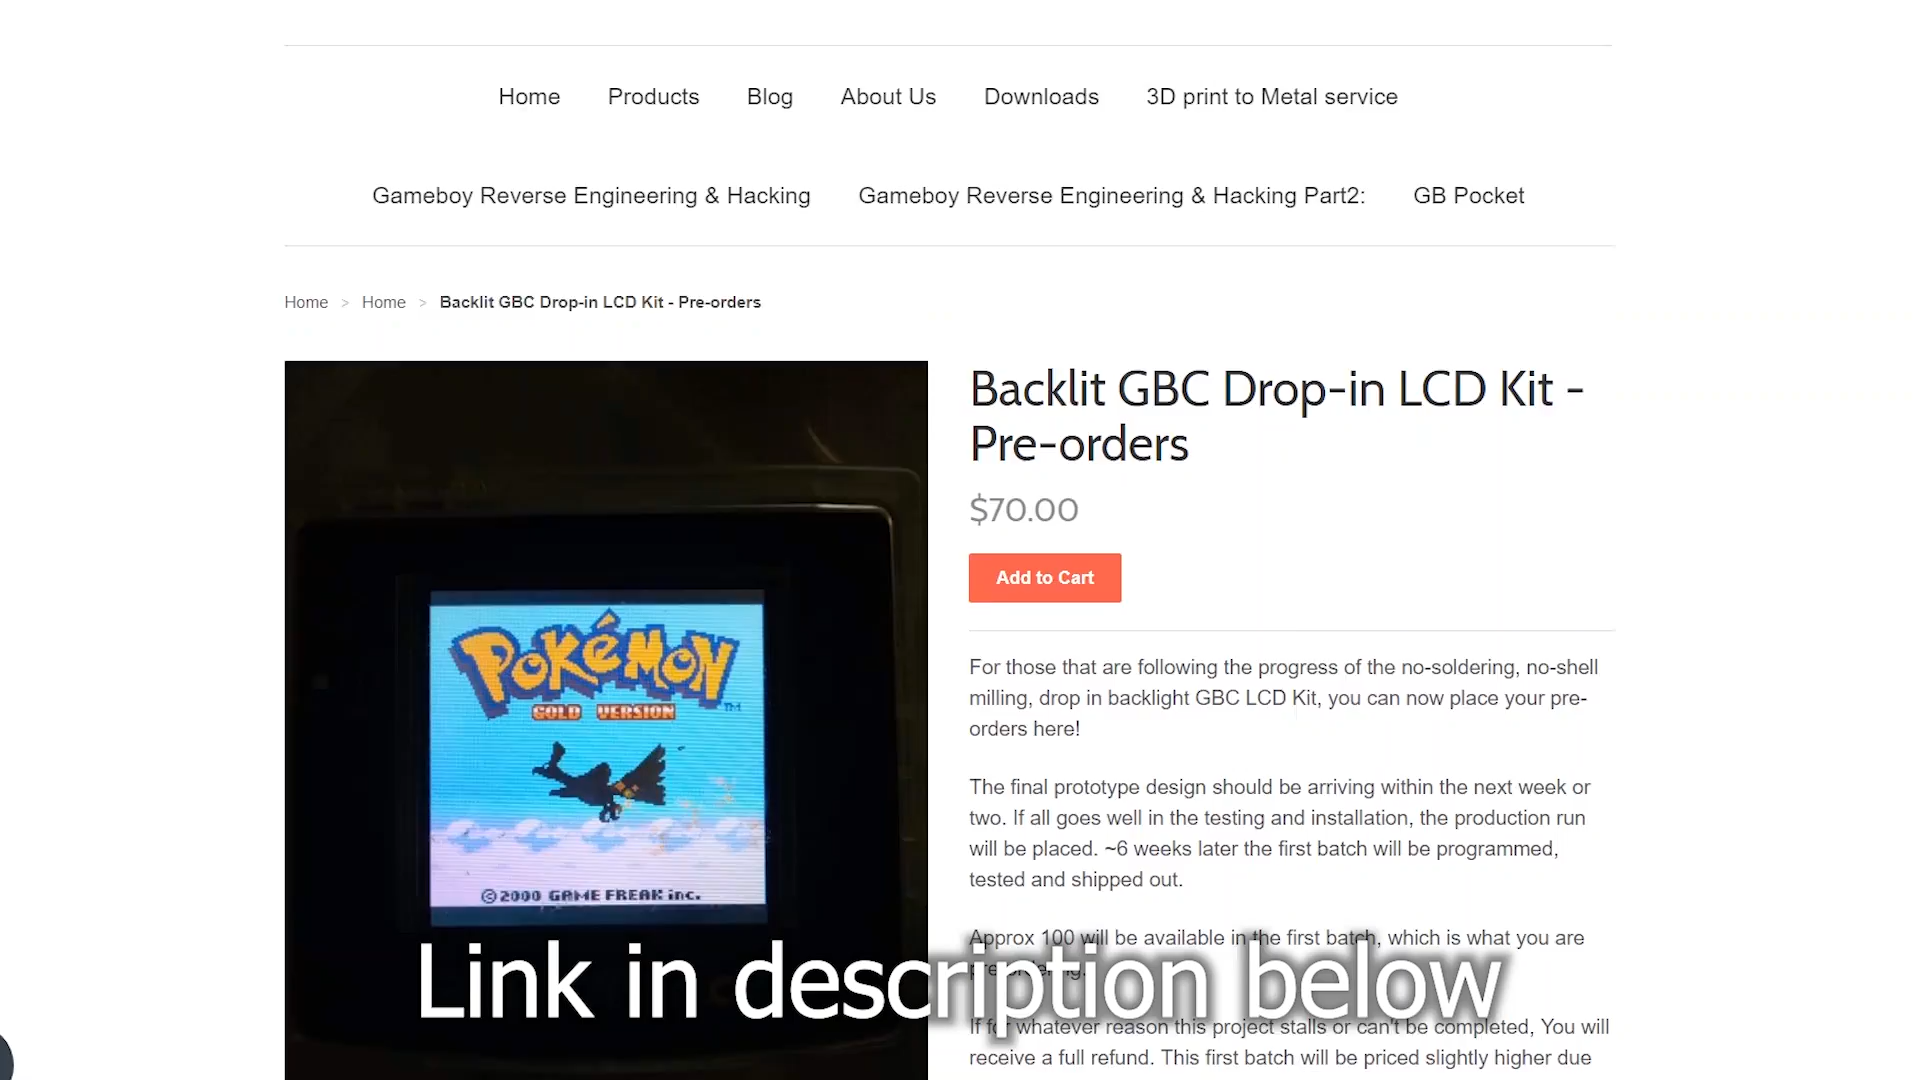 Home Products Blog About Us Downloads 3D print to Metal service
Gameboy Reverse Engineering & Hacking Gameboy Reverse Engineering & Hacking Part2: GB Pocket
Home > Home > Backlit GBC Drop-in LCD Kit - Pre-orders
POKéMON
TM
GOLD VERSION
©2000 GAME FREAK inc.
Backlit GBC Drop-in LCD Kit -
Pre-orders
$70.00
Add to Cart
For those that are following the progress of the no-soldering, no-shell
milling, drop in backlight GBC LCD Kit, you can now place your pre-
orders here!
The final prototype design should be arriving within the next week or
two. If all goes well in the testing and installation, the production run
will be placed. ~6 weeks later the first batch will be programmed,
tested and shipped out.
Approx 100 will be available in the first batch, which is what you are
pre-ordering.
Link in description below
If for whatever reason this project stalls or can't be completed, You will
receive a full refund. This first batch will be priced slightly higher due